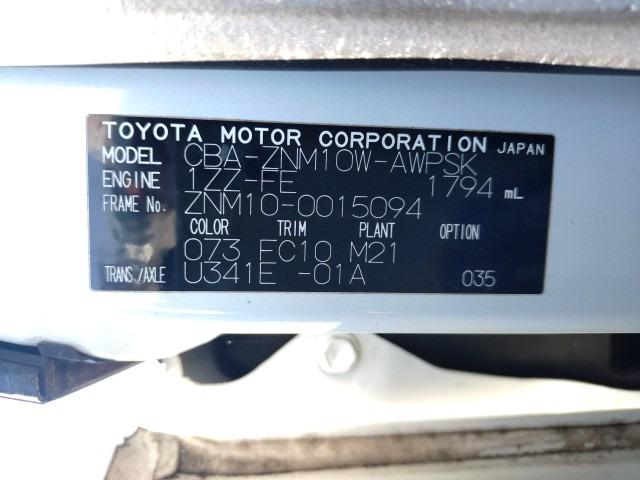 TOYOTA MOTOR CORPORATION JAPAN
MODEL CBA-ZNM10W-AWPSK
ENGINE 1ZZ-FE 1794 mL
FRAME No. ZNM10-0015094
COLOR TRIM PLANT OPTION
073 FC10 M21
TRANS./AXLE U341E -01A 035